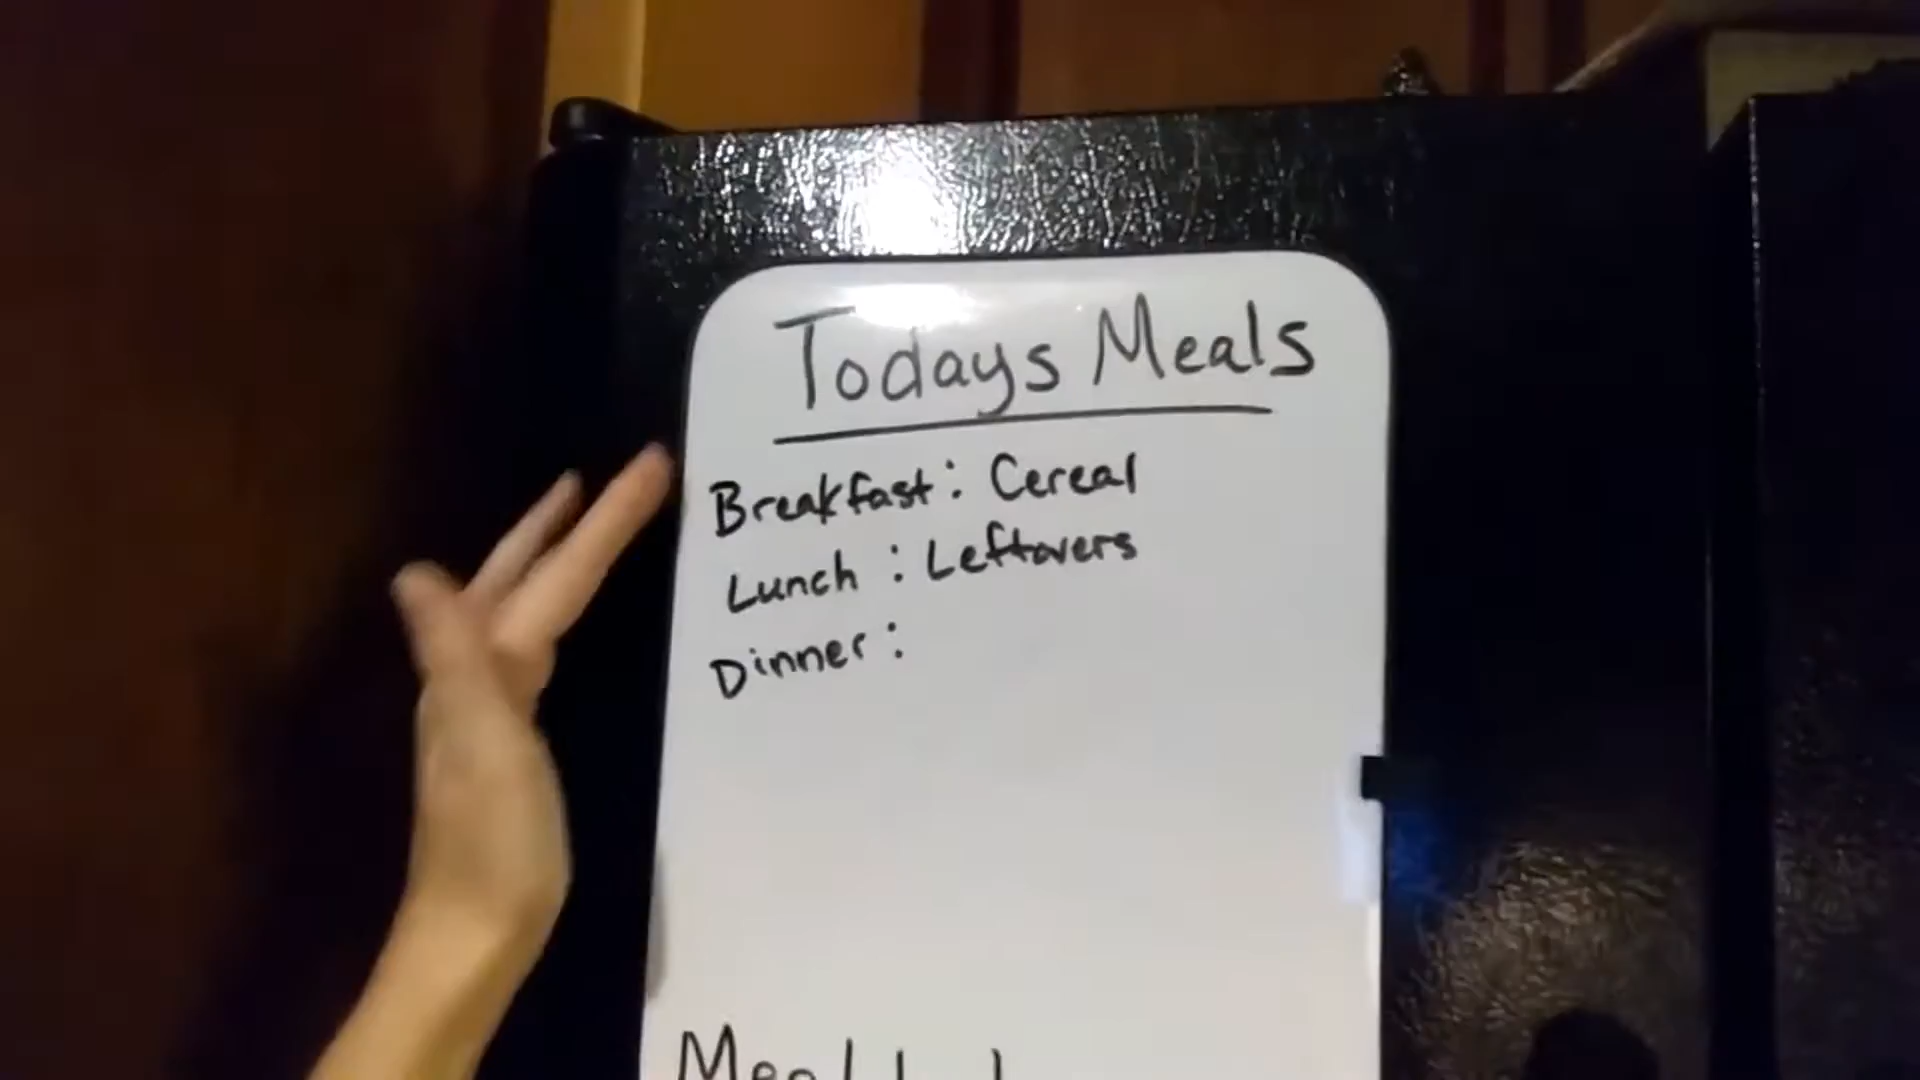 Todays Meals
Breakfast: Cereal
Lunch : Leftovers
Dinner :